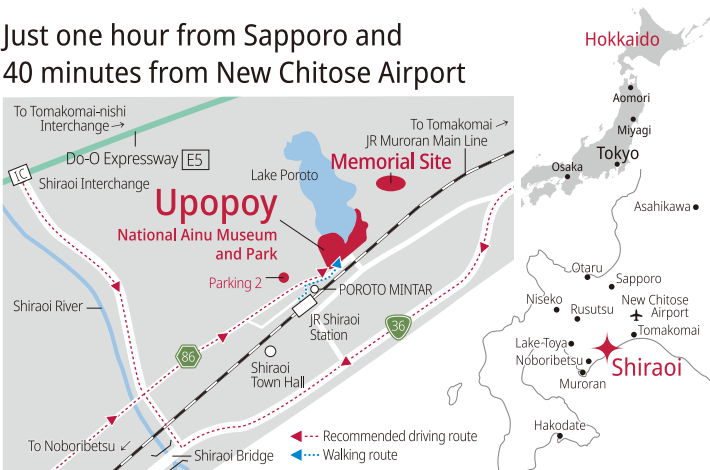 Just one hour from Sapporo and
40 minutes from New Chitose Airport
To Tomakomai-nishi
Interchange →
Do-O Expressway E5
IC
Shiraoi Interchange
To Tomakomai →
JR Muroran Main Line
Lake Poroto
Memorial Site
Upopoy
National Ainu Museum
and Park
Parking 2
POROTO MINTAR
Shiraoi River
JR Shiraoi
Station
36
86
Shiraoi
Town Hall
To Noboribetsu ↙
Shiraoi Bridge
Recommended driving route
Walking route
Hokkaido
Aomori
Miyagi
Tokyo
Osaka
Asahikawa
Otaru
Sapporo
Niseko
Rusutsu
New Chitose
Airport
Tomakomai
Lake-Toya
Noboribetsu
Shiraoi
Muroran
Hakodate